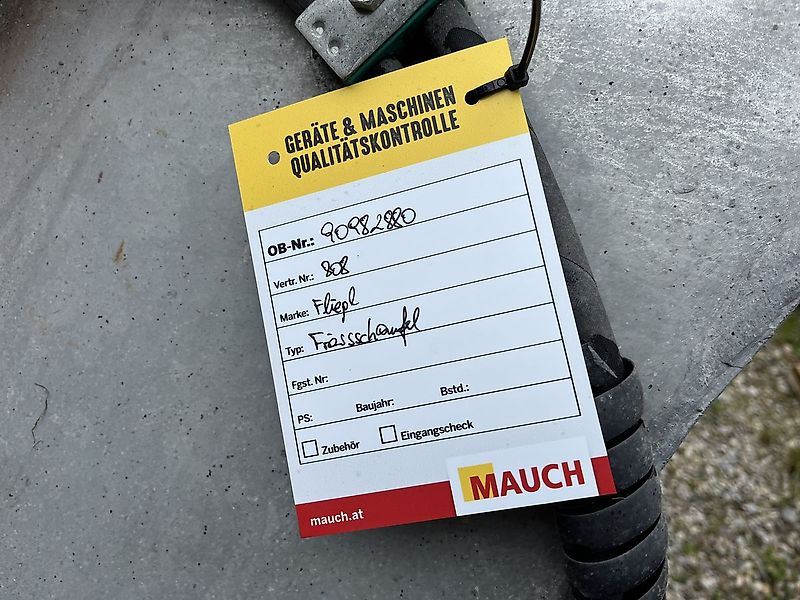 GERÄTE & MASCHINEN
QUALITÄTSKONTROLLE
OB-Nr.: 90982880
Vertr. Nr.: 808
Marke: Fliegl
Typ: Frässschaufel
Fgst. Nr:
PS: Baujahr: Bstd.:
Zubehör Eingangscheck
mauch.at MAUCH